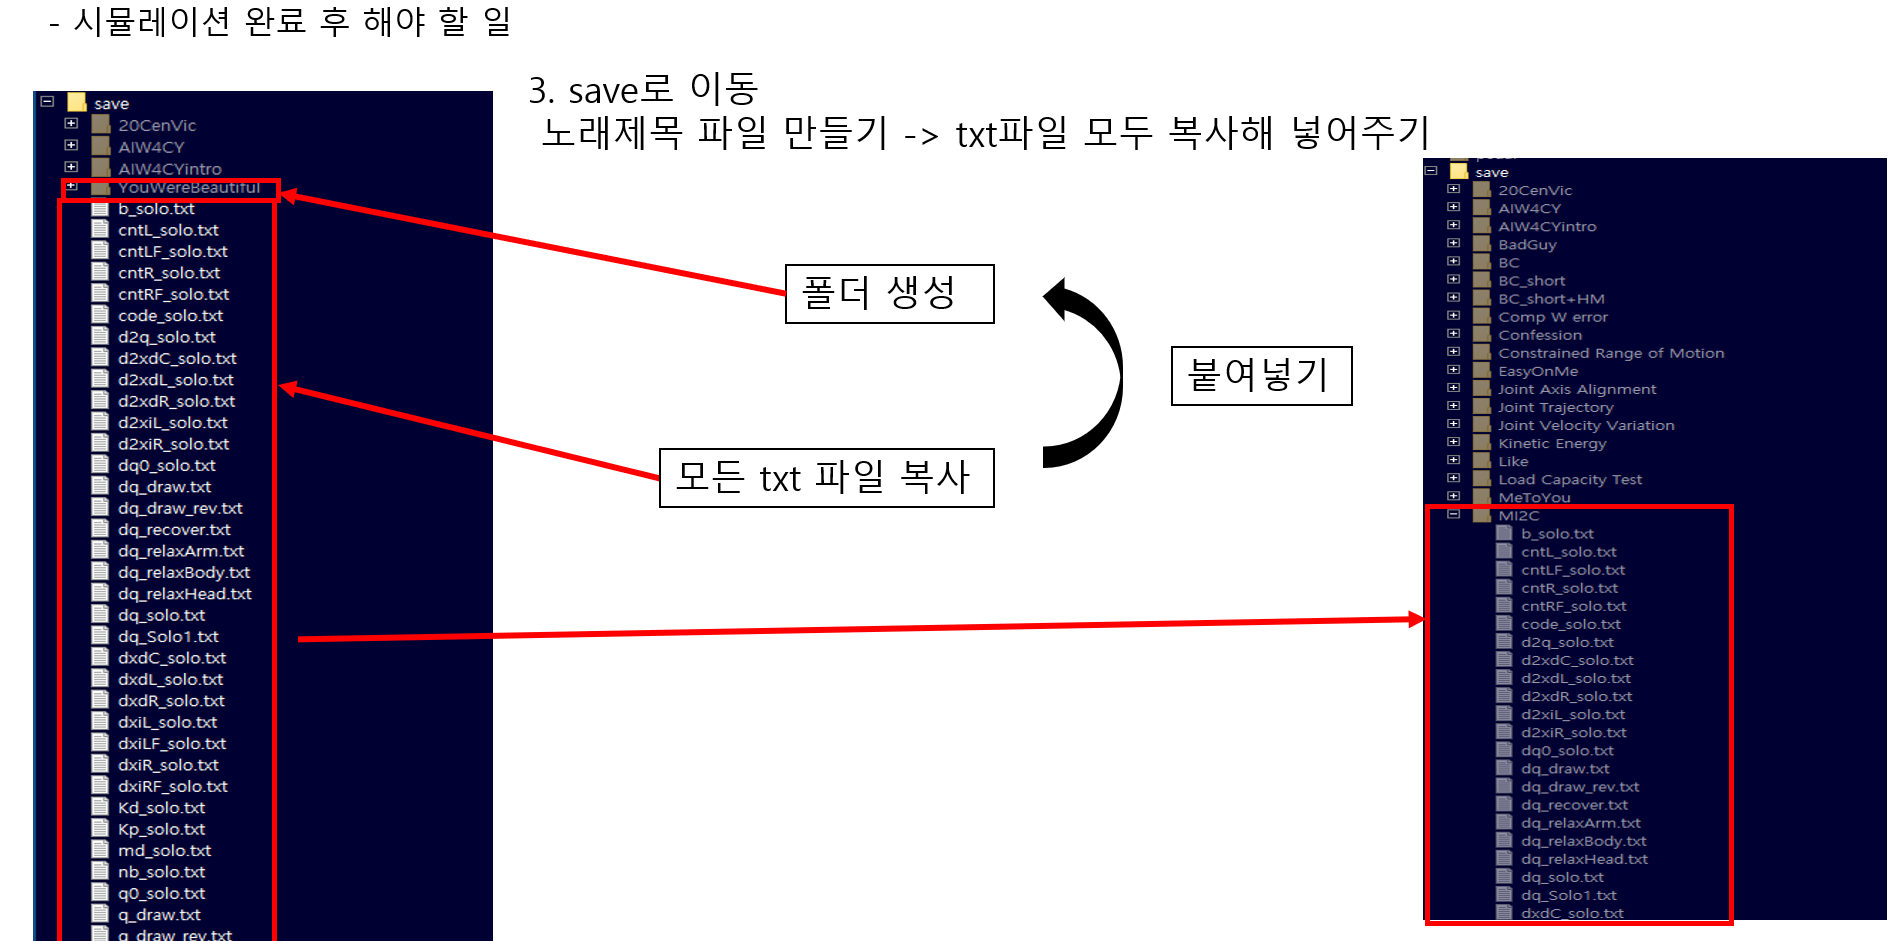 - 시뮬레이션 완료 후 해야 할 일
3. save로 이동
노래제목 파일 만들기 -> txt파일 모두 복사해 넣어주기
save
20CenVic
AIW4CY
AIW4CYintro
YouWereBeautiful
b_solo.txt
cntL_solo.txt
cntLF_solo.txt
cntR_solo.txt
cntRF_solo.txt
code_solo.txt
d2q_solo.txt
d2xdC_solo.txt
d2xdL_solo.txt
d2xdR_solo.txt
d2xiL_solo.txt
d2xiR_solo.txt
dq0_solo.txt
dq_draw.txt
dq_draw_rev.txt
dq_recover.txt
dq_relaxArm.txt
dq_relaxBody.txt
dq_relaxHead.txt
dq_solo.txt
dq_Solo1.txt
dxdC_solo.txt
dxdL_solo.txt
dxdR_solo.txt
dxiL_solo.txt
dxiLF_solo.txt
dxiR_solo.txt
dxiRF_solo.txt
Kd_solo.txt
Kp_solo.txt
md_solo.txt
nb_solo.txt
q0_solo.txt
q_draw.txt
q_draw_rev.txt
폴더 생성
모든 txt 파일 복사
붙여넣기
save
20CenVic
AIW4CY
AIW4CYintro
BadGuy
BC
BC_short
BC_short+HM
Comp W error
Confession
Constrained Range of Motion
EasyOnMe
Joint Axis Alignment
Joint Trajectory
Joint Velocity Variation
Kinetic Energy
Like
Load Capacity Test
MeToYou
MI2C
b_solo.txt
cntL_solo.txt
cntLF_solo.txt
cntR_solo.txt
cntRF_solo.txt
code_solo.txt
d2q_solo.txt
d2xdC_solo.txt
d2xdL_solo.txt
d2xdR_solo.txt
d2xiL_solo.txt
d2xiR_solo.txt
dq0_solo.txt
dq_draw.txt
dq_draw_rev.txt
dq_recover.txt
dq_relaxArm.txt
dq_relaxBody.txt
dq_relaxHead.txt
dq_solo.txt
dq_Solo1.txt
dxdC_solo.txt